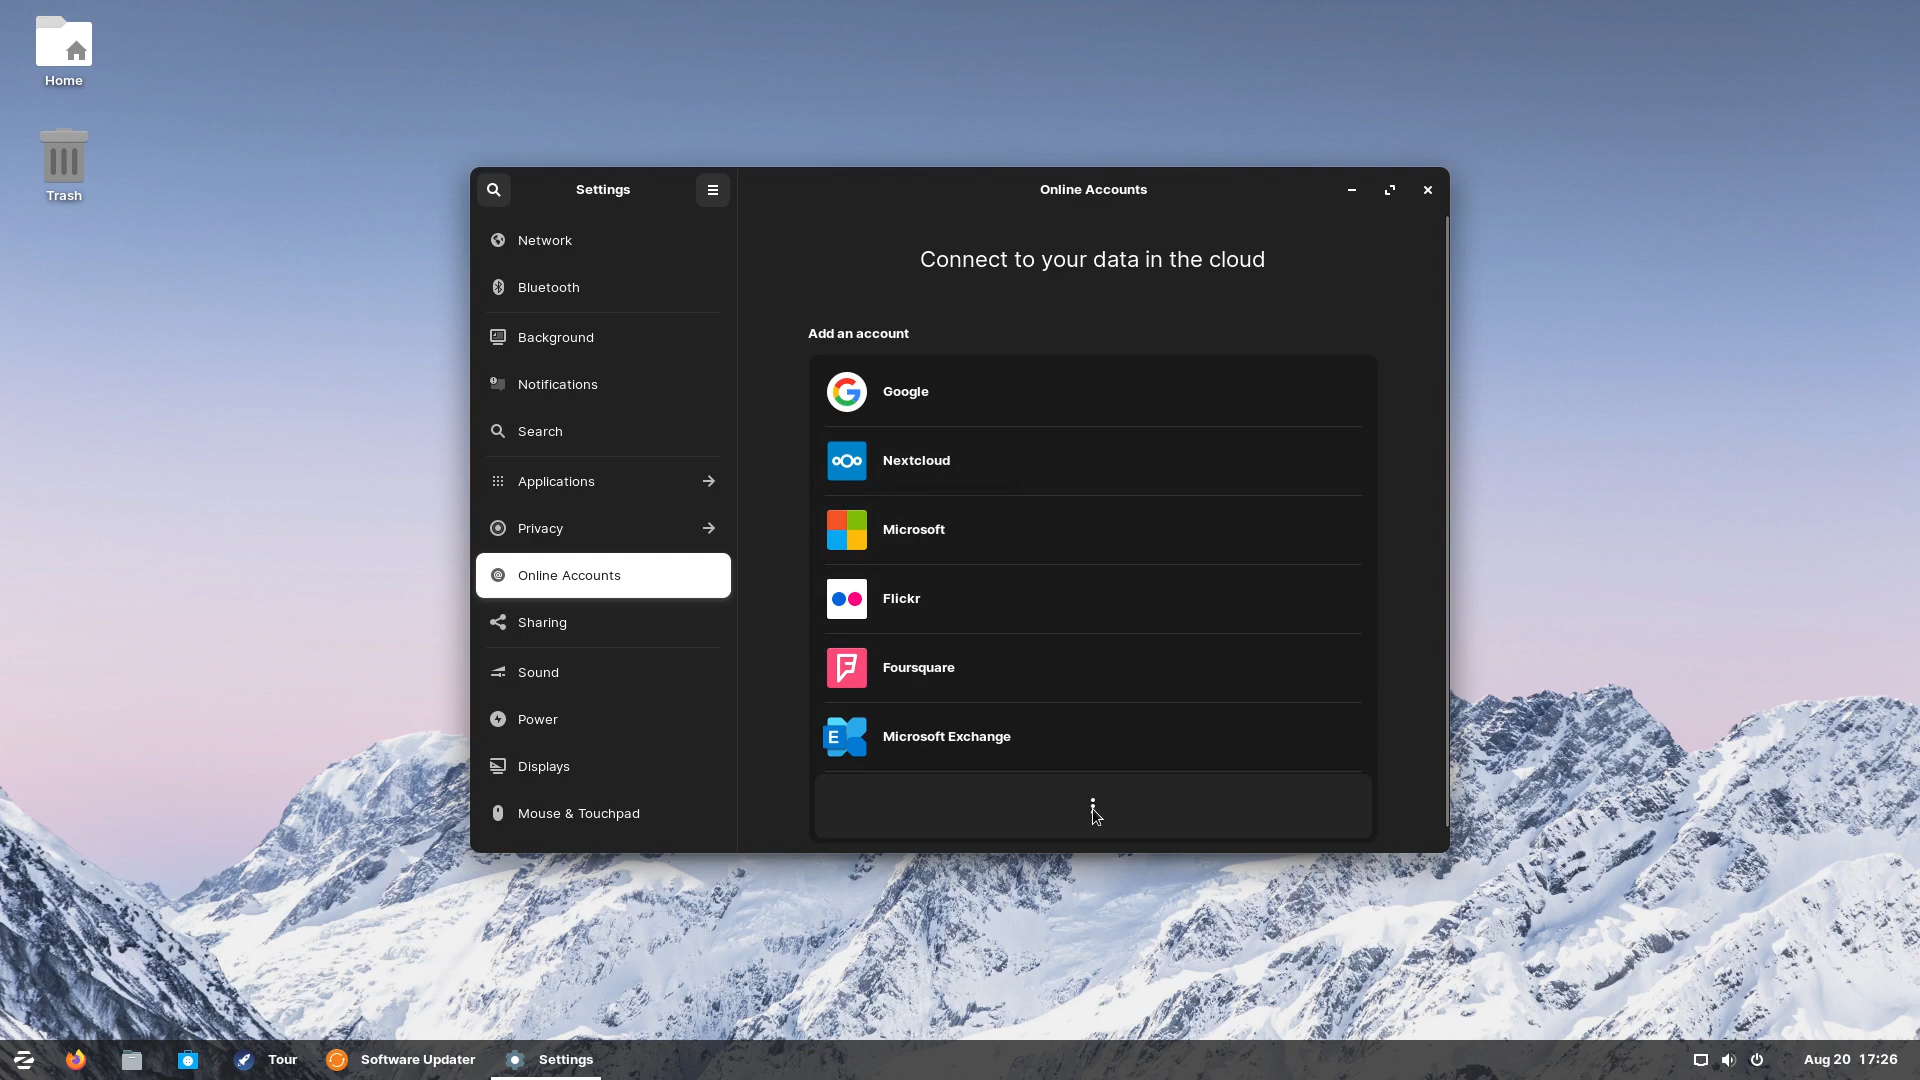 Home
Trash
Settings
Online Accounts
Network
Bluetooth
Background
Notifications
Search
Applications
Privacy
Online Accounts
Sharing
Sound
Power
Displays
Mouse & Touchpad
Connect to your data in the cloud
Add an account
Google
Nextcloud
Microsoft
Flickr
Foursquare
E
Microsoft Exchange
Tour
Software Updater
Settings
Aug 20 17:26